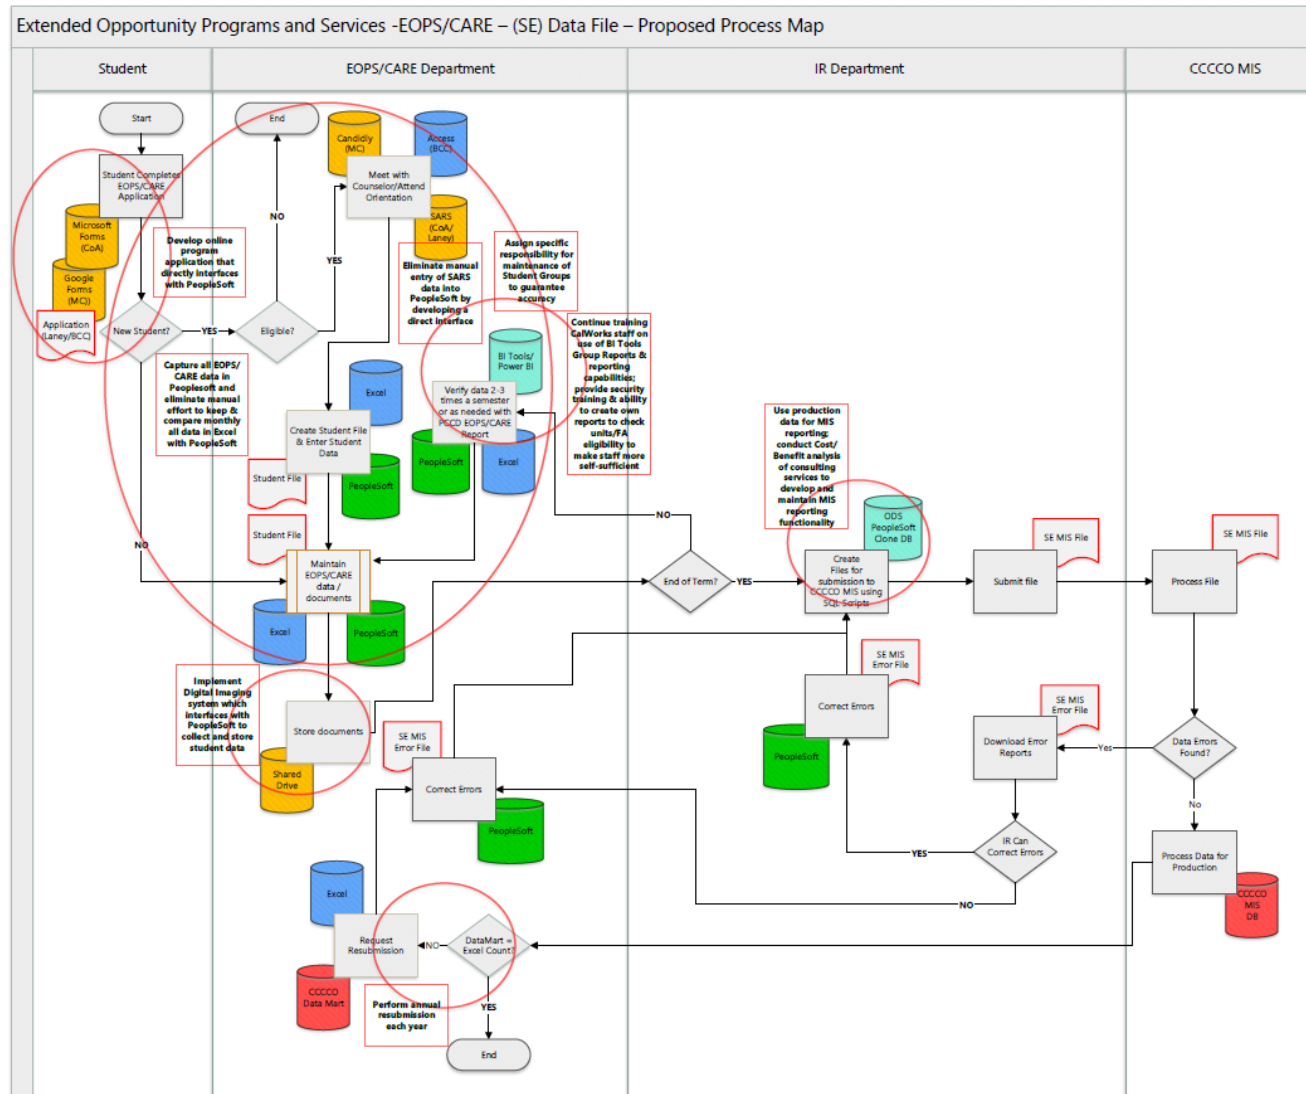 Extended Opportunity Programs and Services -EOPS/CARE – (SE) Data File – Proposed Process Map
Student
EOPS/CARE Department
IR Department
CCCCO MIS
Start
Student Completes
EOPS/CARE
Application
Microsoft
Forms
(CoA)
Google
Forms
(MC))
Application
(Laney/BCC)
Develop online
program
application that
directly interfaces
with PeopleSoft
New Student?
YES
NO
End
NO
Eligible?
YES
Candidly
(MC)
Access
(BCC)
Meet with
Counselor/Attend
Orientation
SARS
(CoA/
Laney)
Eliminate manual
entry of SARS
data into
PeopleSoft by
developing a
direct interface
Assign specific
responsibility for
maintenance of
Student Groups
to guarantee
accuracy
Capture all EOPS/
CARE data in
Peoplesoft and
eliminate manual
effort to keep &
compare monthly
all data in Excel
with PeopleSoft
Excel
Create Student File
& Enter Student
Data
Student File
PeopleSoft
BI Tools/
Power BI
Verify data 2-3
times a semester
or as needed with
PCCD EOPS/CARE
Report
PeopleSoft
Excel
Continue training
CalWorks staff on
use of BI Tools
Group Reports &
reporting
capabilities;
provide security
training & ability
to create own
reports to check
units/FA
eligibility to
make staff more
self-sufficient
Student File
Maintain
EOPS/CARE
data /
documents
Excel
PeopleSoft
Implement
Digital Imaging
system which
interfaces with
PeopleSoft to
collect and store
student data
Store documents
Shared
Drive
NO
End of Term?
YES
Use production
data for MIS
reporting;
conduct Cost/
Benefit analysis
of consulting
services to
develop and
maintain MIS
reporting
functionality
ODS
PeopleSoft
Clone DB
Create
Files for
submission to
CCCCO MIS using
SQL Scripts
SE MIS File
Submit file
SE MIS File
Process File
SE MIS
Error File
Correct Errors
PeopleSoft
SE MIS
Error File
Download Error
Reports
Yes
Data Errors
Found?
No
IR Can
Correct Errors
YES
NO
Process Data for
Production
CCCCO
MIS
DB
SE MIS
Error File
Correct Errors
PeopleSoft
Excel
Request
Resubmission
CCCCO
Data Mart
NO
DataMart =
Excel Count?
YES
Perform annual
resubmission
each year
End